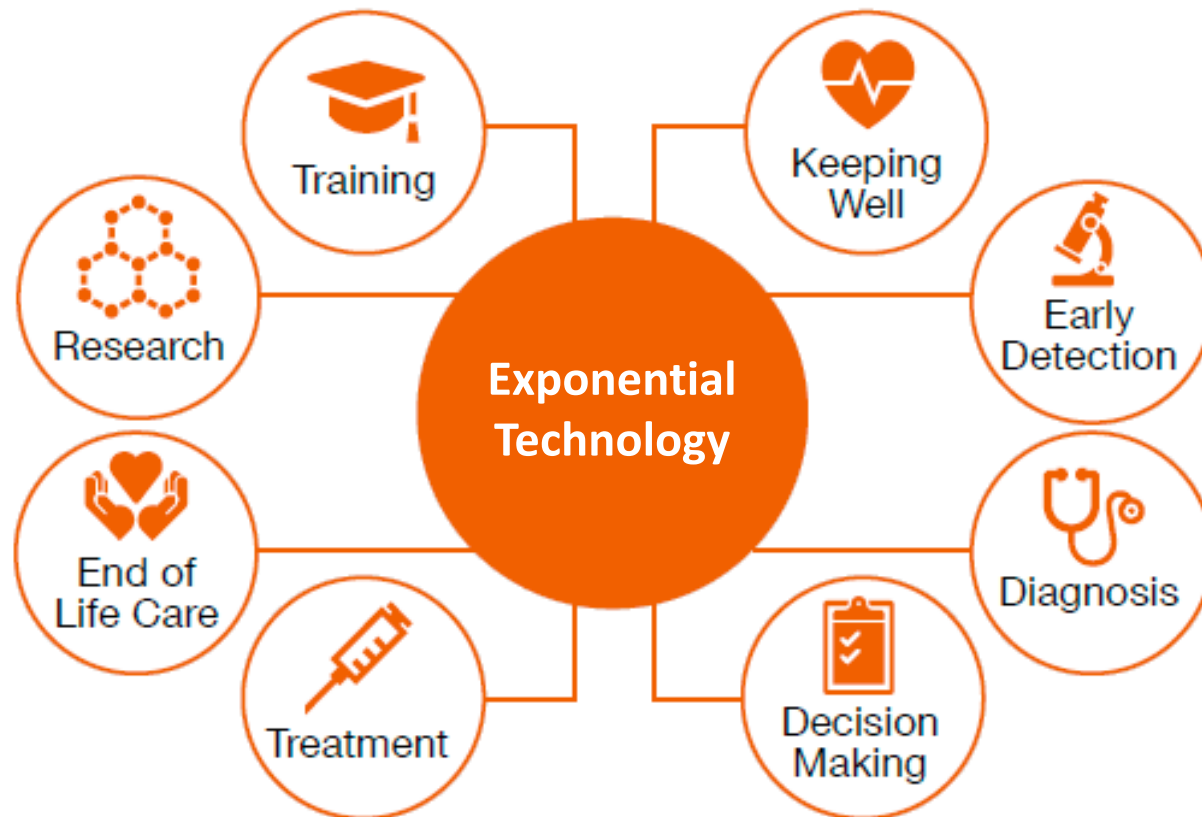 Training
Keeping
Well
Research
Early
Detection
Exponential
Technology
End of
Life Care
Diagnosis
Treatment
Decision
Making